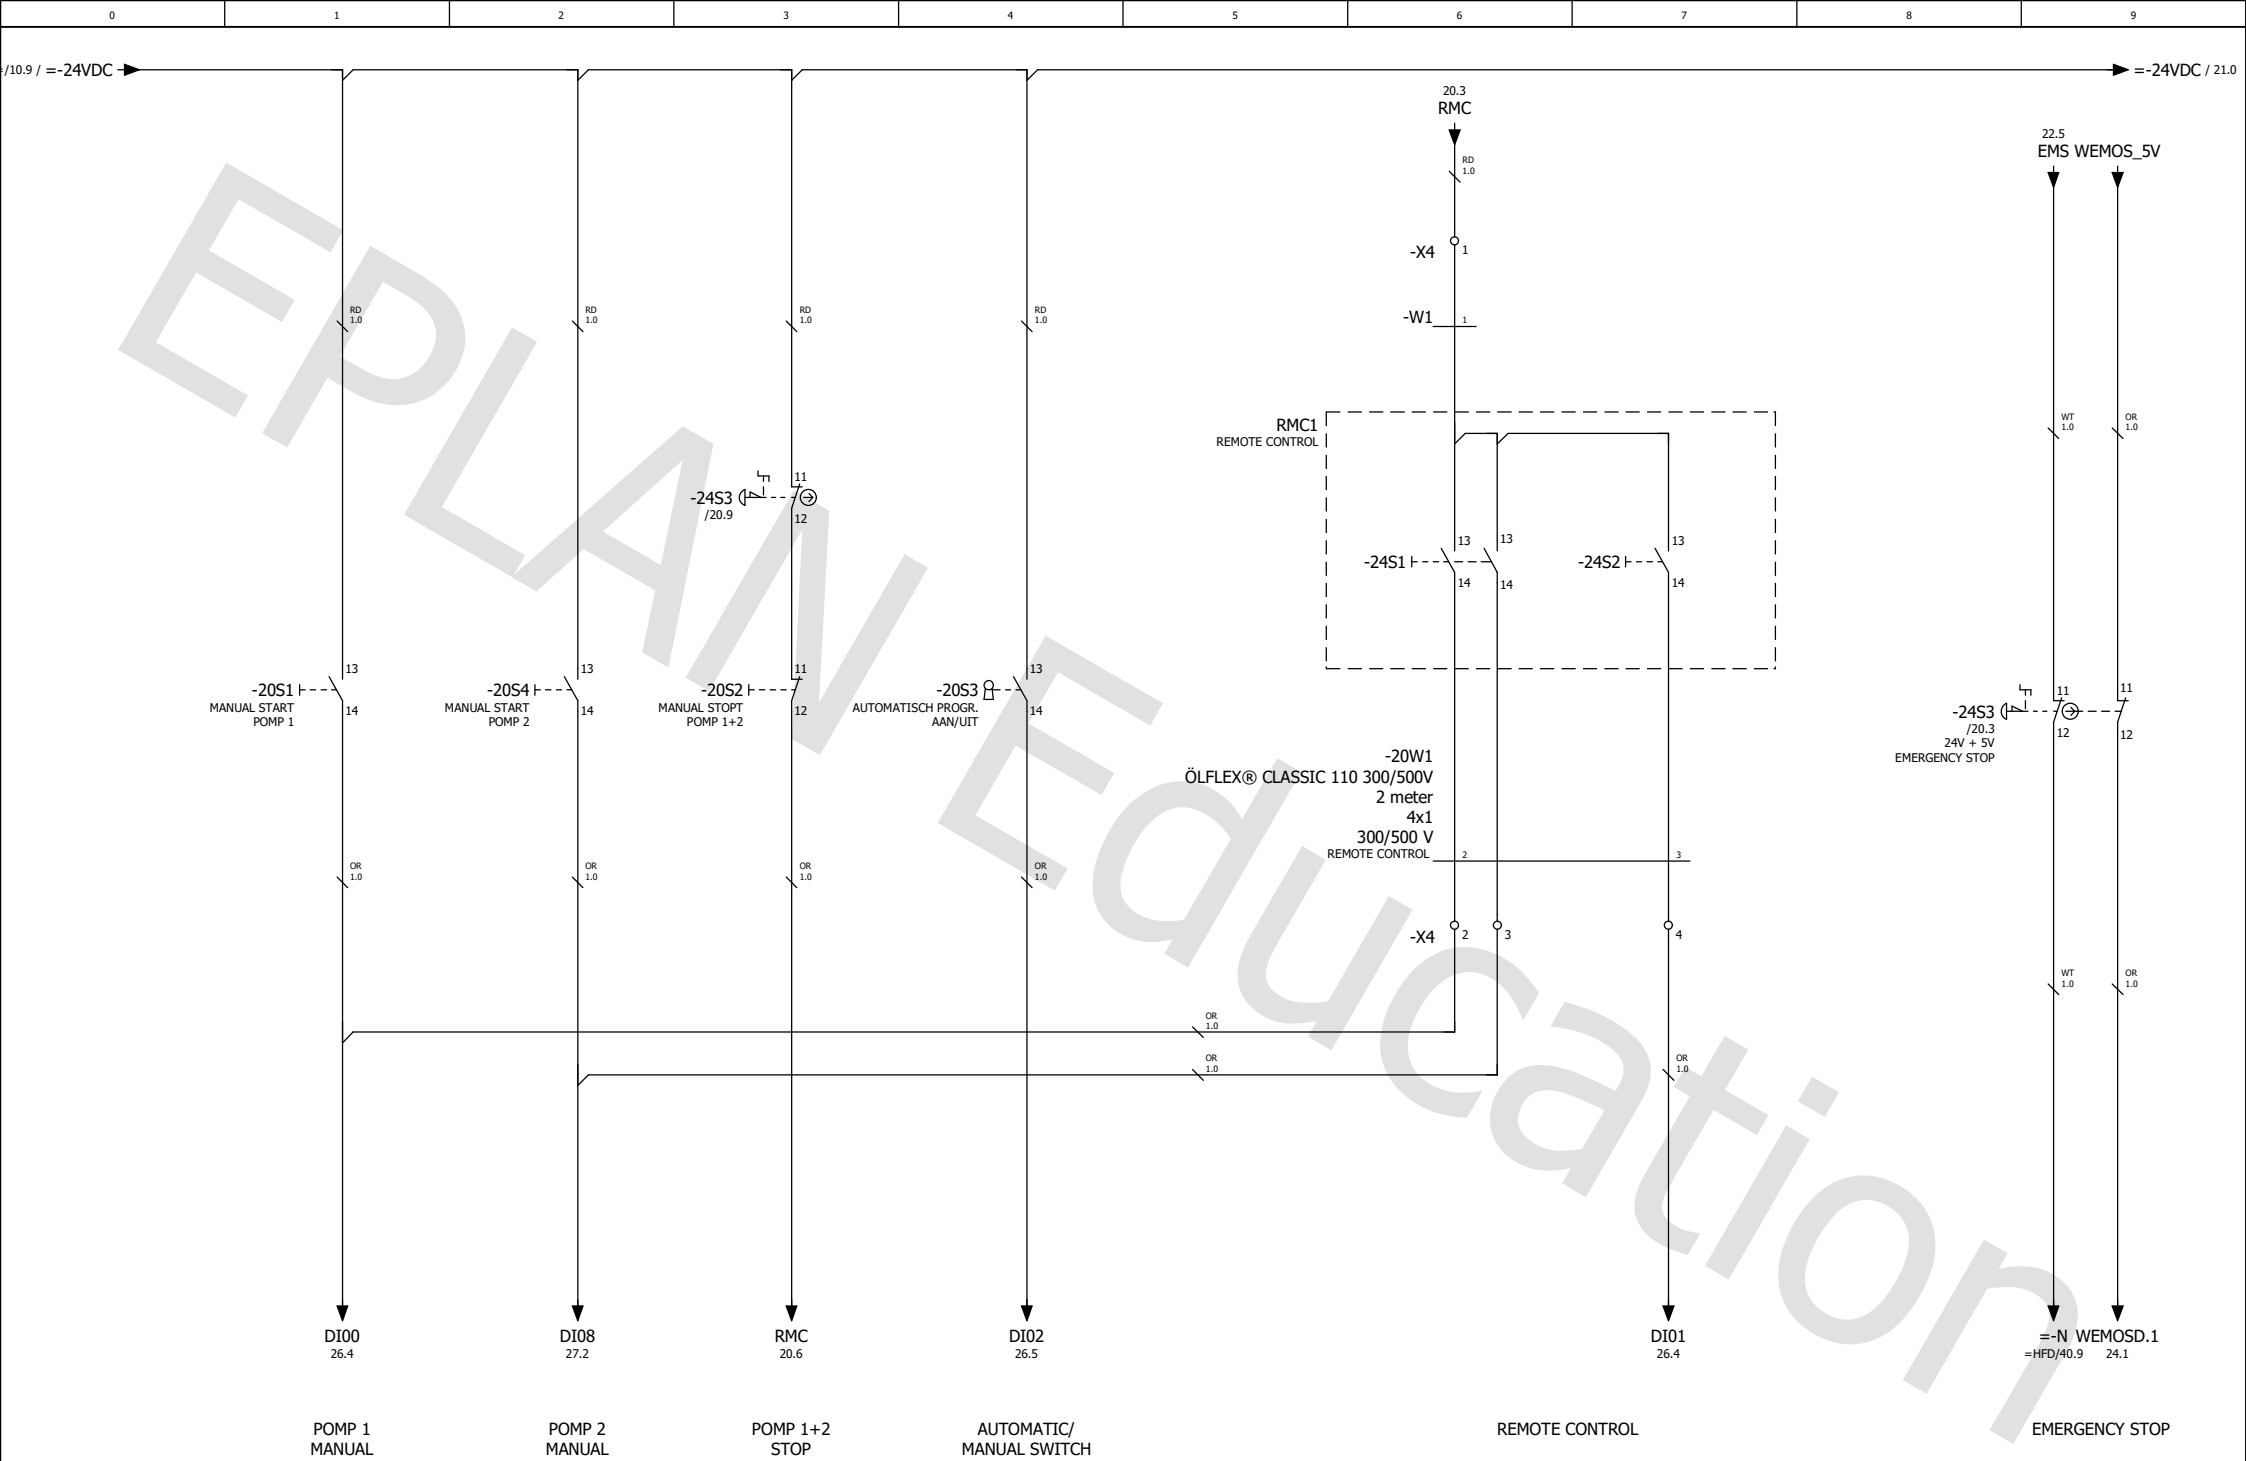 0 1 2 3 4 5 6 7 8 9
/10.9 / =-24VDC
=-24VDC / 21.0
20.3
RMC
RD
1.0
22.5
EMS WEMOS_5V
-X4 1
-W1 1
RD
1.0
RD
1.0
RD
1.0
RD
1.0
RMC1
REMOTE CONTROL
WT
1.0
OR
1.0
-24S3
/20.9
11
12
-24S1
13
14
13
14
-24S2
13
14
-20S1
MANUAL START
POMP 1
13
14
-20S4
MANUAL START
POMP 2
13
14
-20S2
MANUAL STOPT
POMP 1+2
11
12
-20S3
AUTOMATISCH PROGR.
AAN/UIT
13
14
-24S3
/20.3
24V + 5V
EMERGENCY STOP
11
12
11
12
-20W1
ÖLFLEX® CLASSIC 110 300/500V
2 meter
4x1
300/500 V
REMOTE CONTROL
2 3
OR
1.0
OR
1.0
OR
1.0
OR
1.0
-X4 2 3 4
WT
1.0
OR
1.0
OR
1.0
OR
1.0
OR
1.0
DI00
26.4
DI08
27.2
RMC
20.6
DI02
26.5
DI01
26.4
=-N WEMOSD.1
=HFD/40.9 24.1
POMP 1
MANUAL
POMP 2
MANUAL
POMP 1+2
STOP
AUTOMATIC/
MANUAL SWITCH
REMOTE CONTROL
EMERGENCY STOP
EPLAN Education